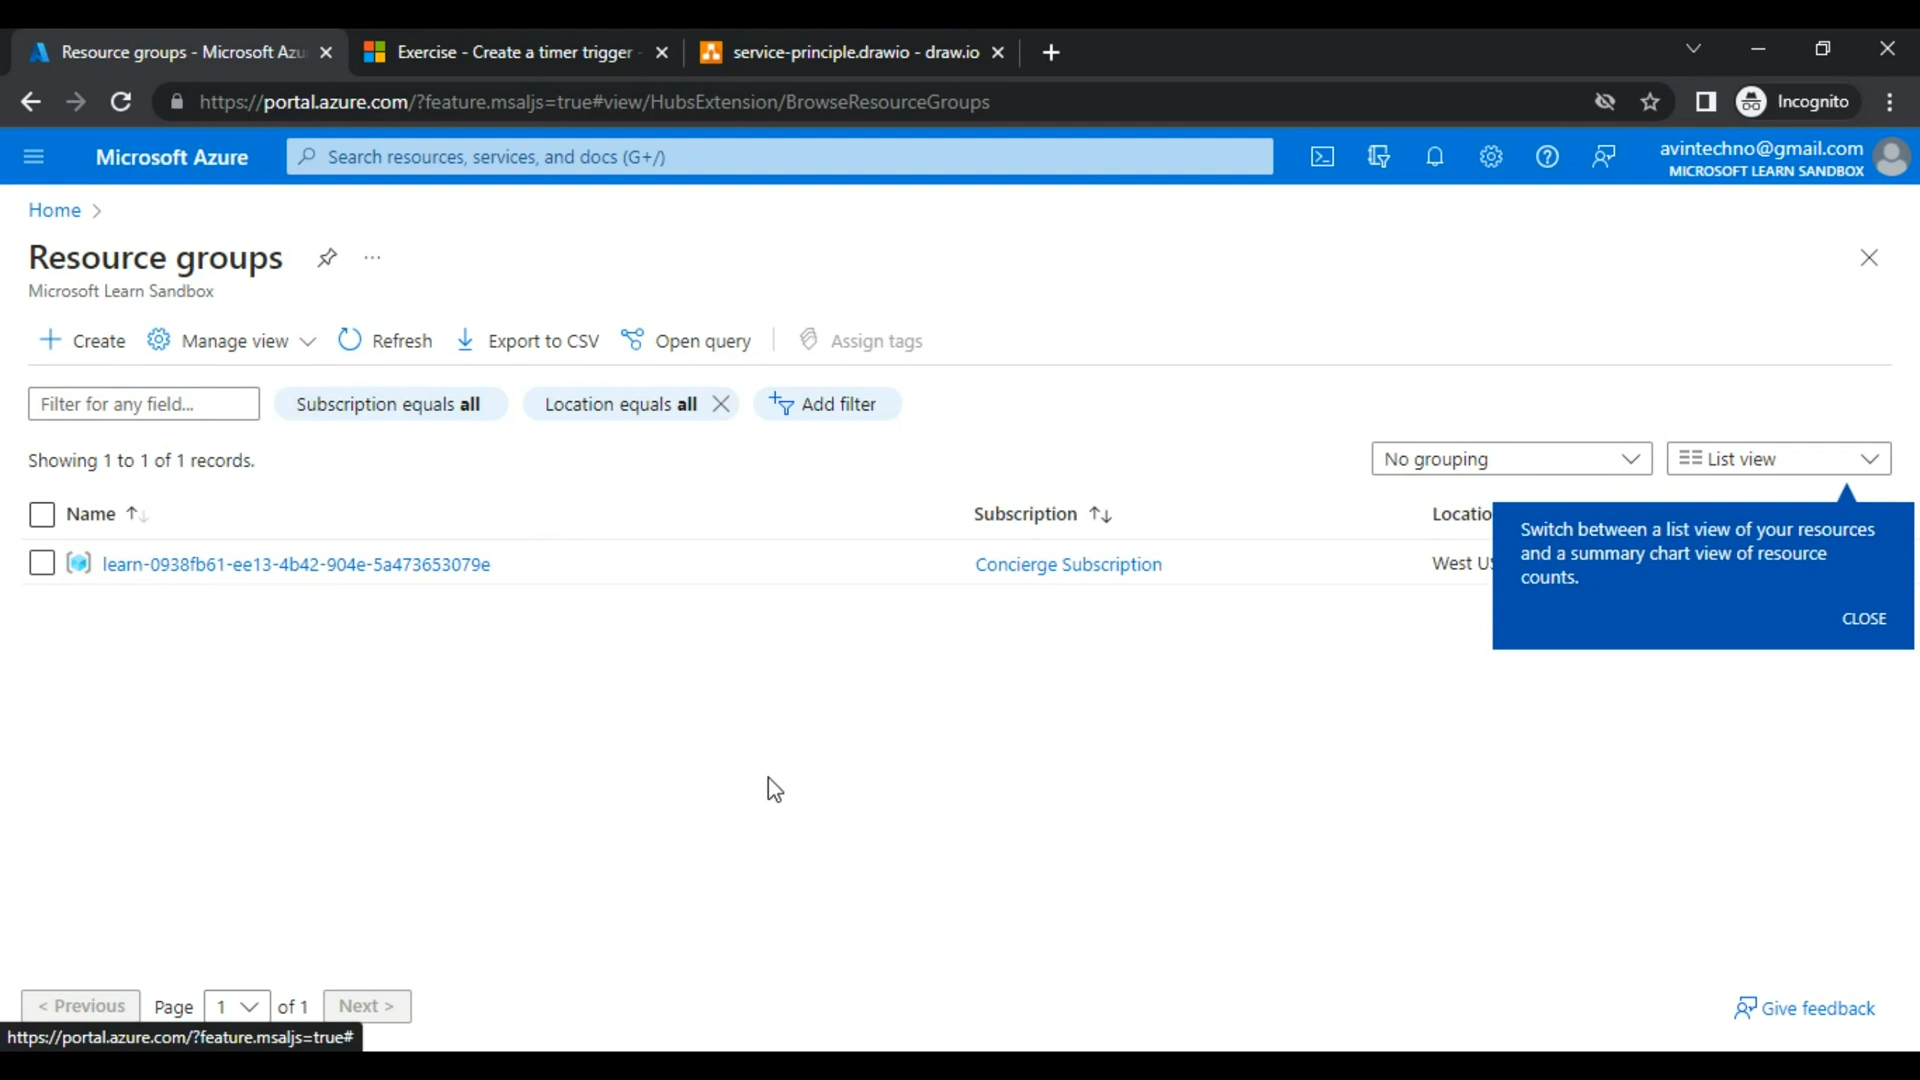 Resource groups - Microsoft Azu
Exercise - Create a timer trigger
service-principle.drawio - draw.io
https://portal.azure.com/?feature.msaljs=true#view/HubsExtension/BrowseResourceGroups
Incognito
Microsoft Azure
Search resources, services, and docs (G+/)
avintechno@gmail.com
MICROSOFT LEARN SANDBOX
Home
Resource groups
Microsoft Learn Sandbox
Create
Manage view
Refresh
Export to CSV
Open query
Assign tags
Filter for any field...
Subscription equals all
Location equals all
Add filter
Showing 1 to 1 of 1 records.
No grouping
List view
Name
Subscription
Locatio
learn-0938fb61-ee13-4b42-904e-5a473653079e
Concierge Subscription
West US
Switch between a list view of your resources
and a summary chart view of resource
counts.
CLOSE
< Previous
Page
1
of 1
Next >
Give feedback
https://portal.azure.com/?feature.msaljs=true#